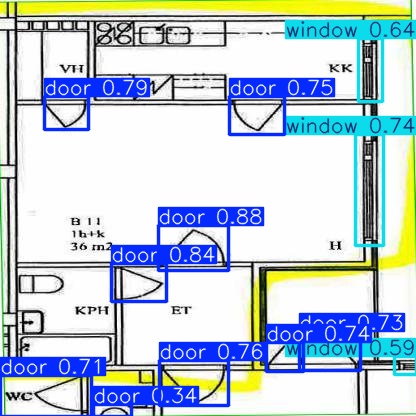 window 0.64
VH
KK
door 0.79
door 0.75
window 0.74
B 11
1h+k
36 m2
door 0.88
H
door 0.84
KPH
ET
door 0.73
door 0.74
door 0.76
window 0.59
door 0.71
WC
door 0.34